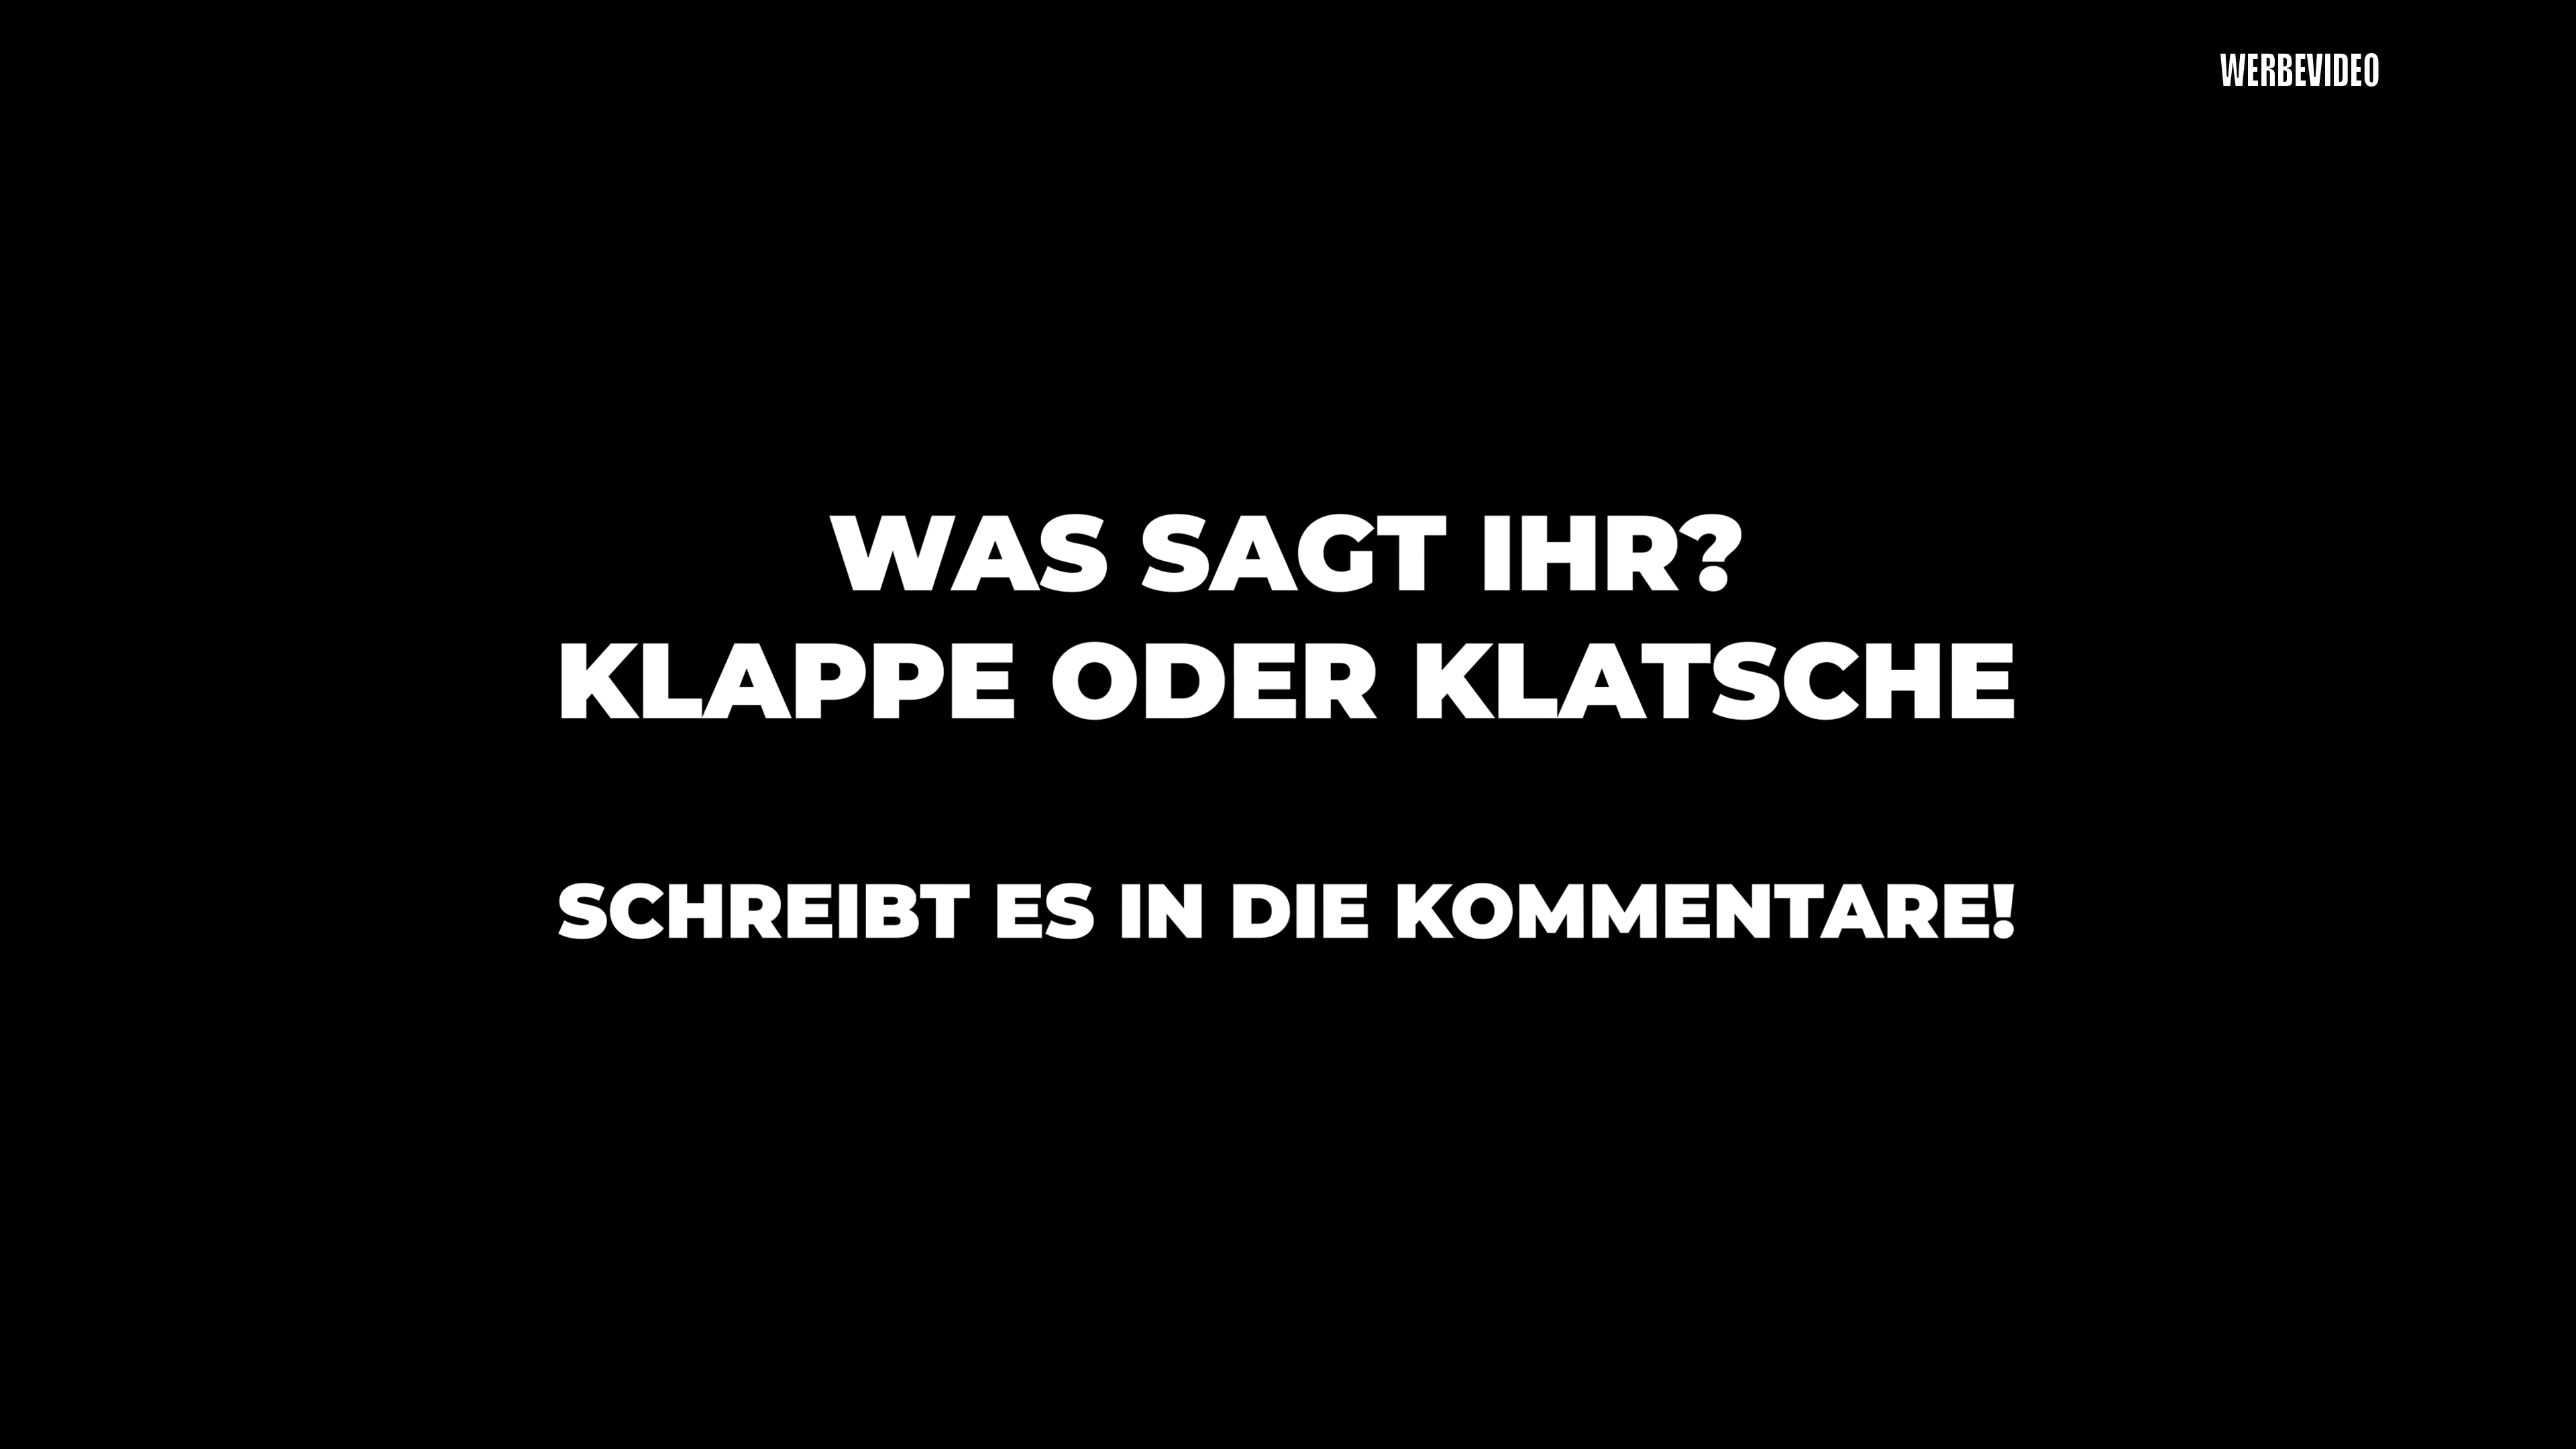 WERBEVIDEO
WAS SAGT IHR?
KLAPPE ODER KLATSCHE
SCHREIBT ES IN DIE KOMMENTARE!